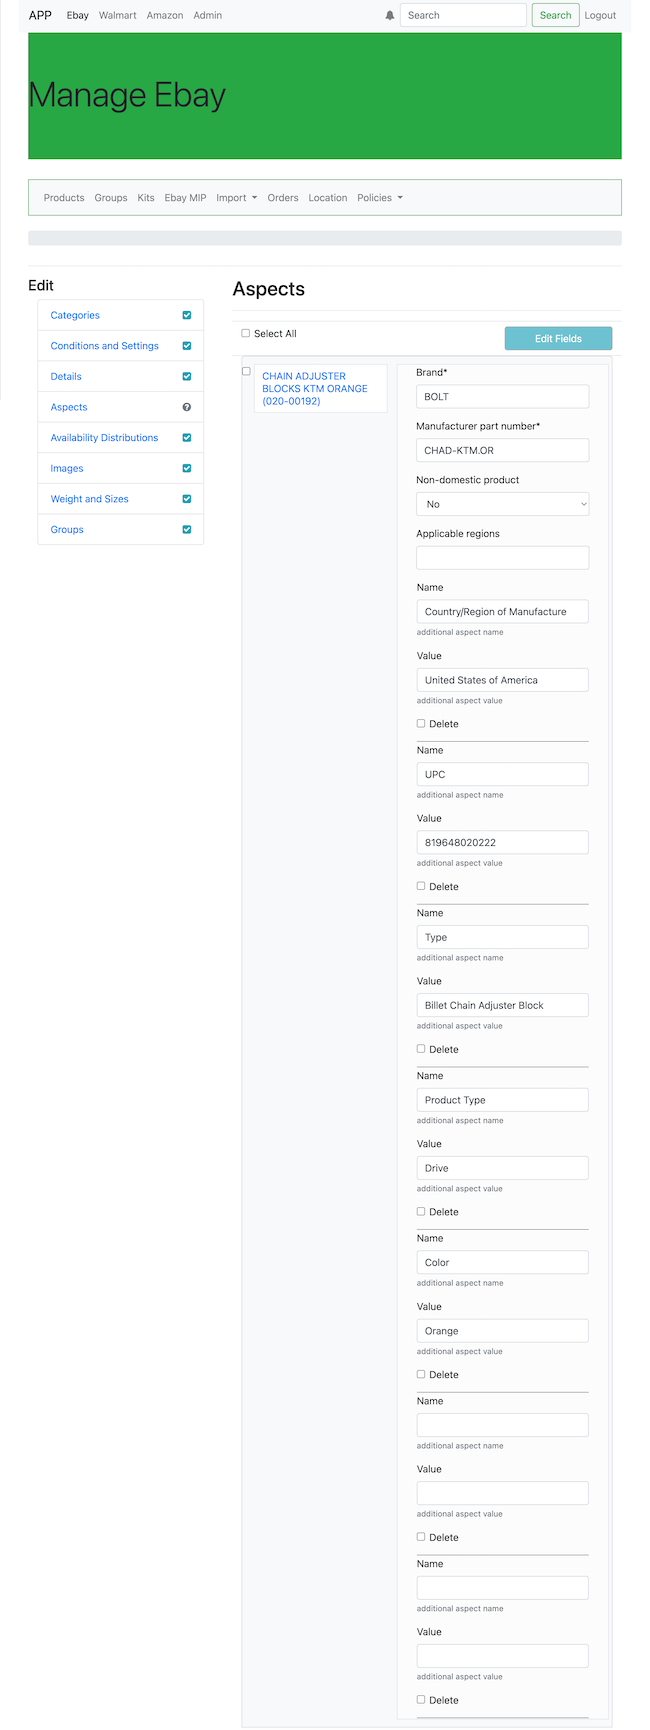 APP Ebay Walmart Amazon Admin Search Search Logout
Manage Ebay
Products Groups Kits Ebay MIP Import Orders Location Policies
Edit
Categories
Conditions and Settings
Details
Aspects
Availability Distributions
Images
Weight and Sizes
Groups
Aspects
Select All Edit Fields
CHAIN ADJUSTER
BLOCKS KTM ORANGE
(020-00192)
Brand*
BOLT
Manufacturer part number*
CHAD-KTM.OR
Non-domestic product
No
Applicable regions
Name
Country/Region of Manufacture
additional aspect name
Value
United States of America
additional aspect value
Delete
Name
UPC
additional aspect name
Value
819648020222
additional aspect value
Delete
Name
Type
additional aspect name
Value
Billet Chain Adjuster Block
additional aspect value
Delete
Name
Product Type
additional aspect name
Value
Drive
additional aspect value
Delete
Name
Color
additional aspect name
Value
Orange
additional aspect value
Delete
Name
additional aspect name
Value
additional aspect value
Delete
Name
additional aspect name
Value
additional aspect value
Delete